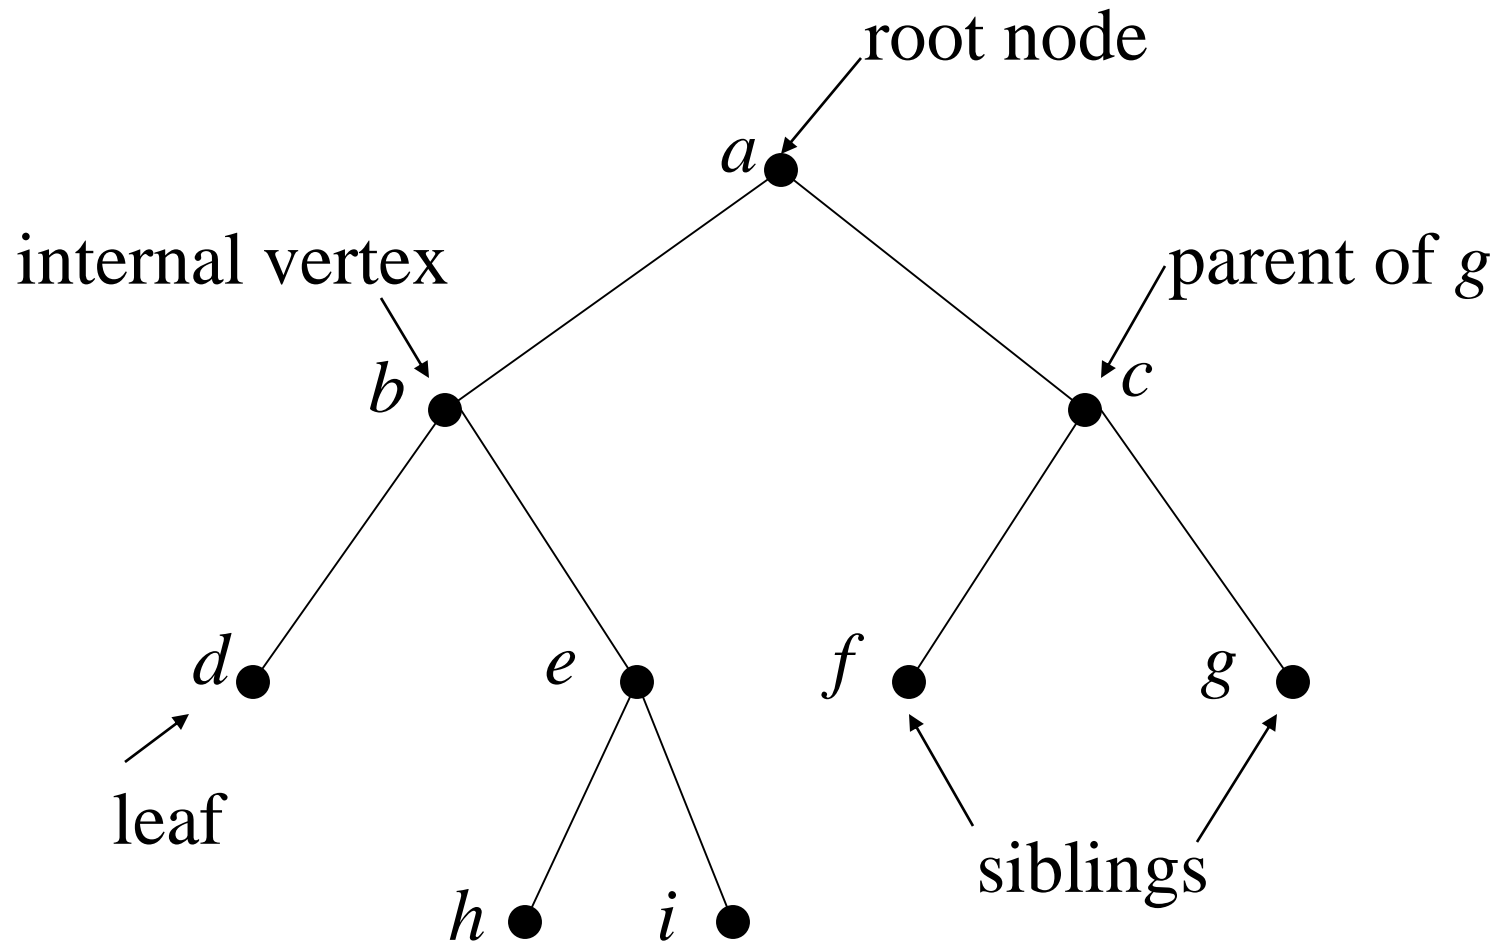 root node
a
internal vertex
parent of g
b
c
d
e
f
g
leaf
siblings
h
i